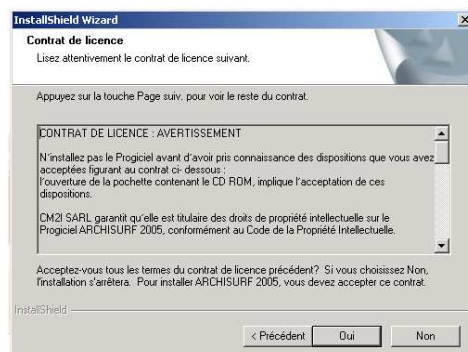 InstallShield Wizard
Contrat de licence
Lisez attentivement le contrat de licence suivant.
Appuyez sur la touche Page suiv. pour voir le reste du contrat.
CONTRAT DE LICENCE : AVERTISSEMENT
N'installez pas le Progiciel avant d'avoir pris connaissance des dispositions que vous avez
acceptées figurant au contrat ci- dessous :
l'ouverture de la pochette contenant le CD ROM, implique l'acceptation de ces
dispositions.
CM2I SARL garantit qu'elle est titulaire des droits de propriété intellectuelle sur le
Progiciel ARCHISURF 2005, conformément au Code de la Propriété Intellectuelle.
Acceptez-vous tous les termes du contrat de licence précédent? Si vous choisissez Non,
l'installation s'arrêtera. Pour installer ARCHISURF 2005, vous devez accepter ce contrat.
InstallShield
< Précédent Oui Non